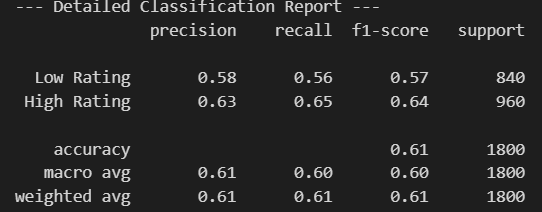 --- Detailed Classification Report ---
precision recall f1-score support
Low Rating 0.58 0.56 0.57 840
High Rating 0.63 0.65 0.64 960
accuracy 0.61 1800
macro avg 0.61 0.60 0.60 1800
weighted avg 0.61 0.61 0.61 1800